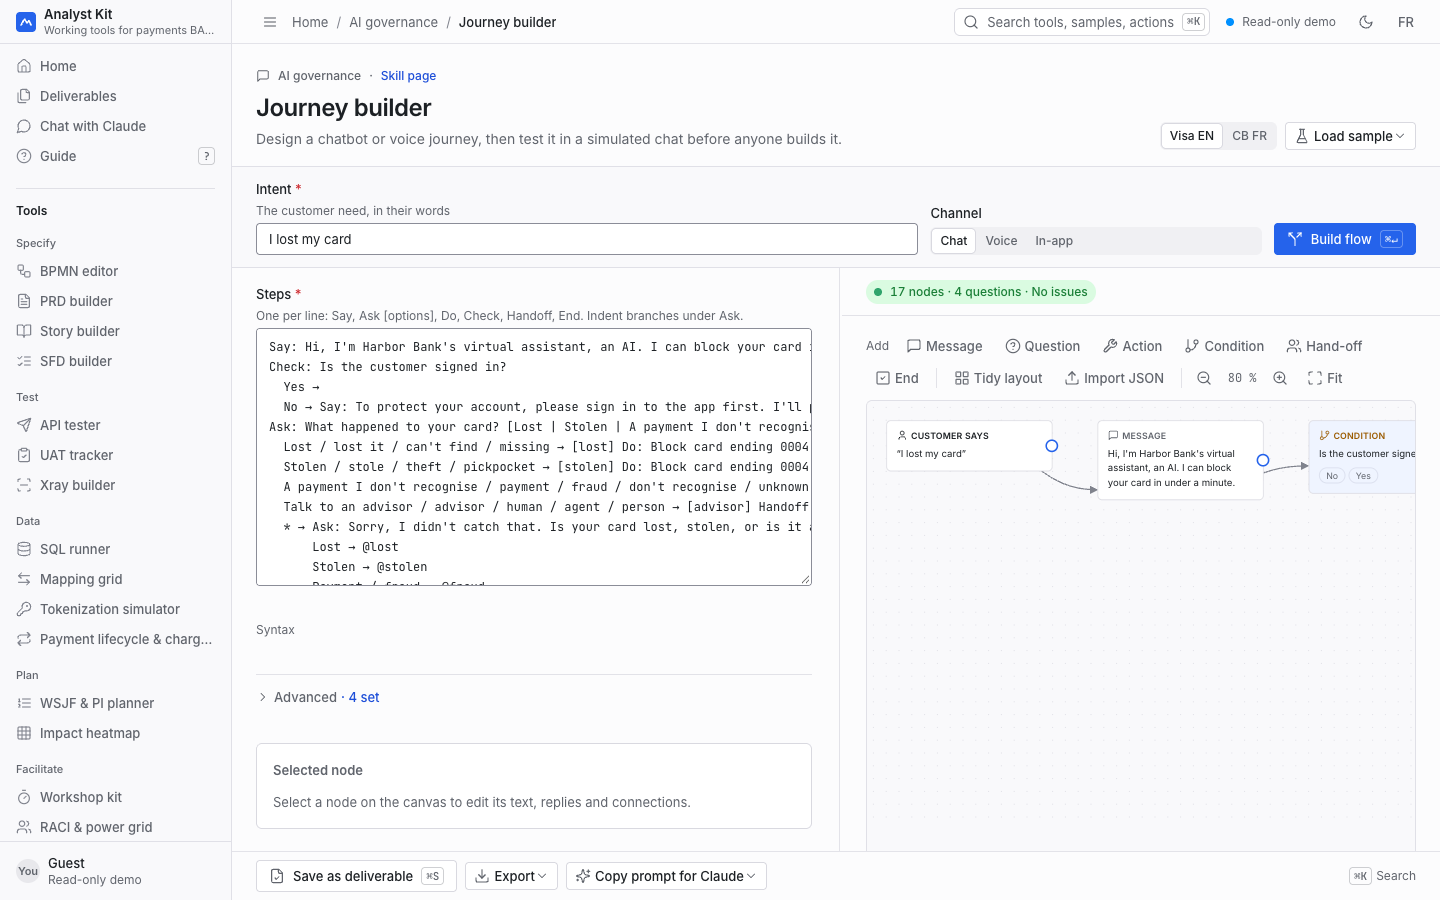 Analyst Kit
Working tools for payments BA...
Home
Deliverables
Chat with Claude
Guide
?
Tools
Specify
BPMN editor
PRD builder
Story builder
SFD builder
Test
API tester
UAT tracker
Xray builder
Data
SQL runner
Mapping grid
Tokenization simulator
Payment lifecycle & charg...
Plan
WSJF & PI planner
Impact heatmap
Facilitate
Workshop kit
RACI & power grid
You
Guest
Read-only demo
Home / AI governance / Journey builder
Search tools, samples, actions ⌘K
Read-only demo
FR
AI governance · Skill page
Journey builder
Design a chatbot or voice journey, then test it in a simulated chat before anyone builds it.
Visa EN
CB FR
Load sample
Intent *
The customer need, in their words
I lost my card
Channel
Chat
Voice
In-app
Build flow ⌘↵
Steps *
One per line: Say, Ask [options], Do, Check, Handoff, End. Indent branches under Ask.
Say: Hi, I'm Harbor Bank's virtual assistant, an AI. I can block your card
Check: Is the customer signed in?
Yes →
No → Say: To protect your account, please sign in to the app first. I'll
Ask: What happened to your card? [Lost | Stolen | A payment I don't recognis
Lost / lost it / can't find / missing → [lost] Do: Block card ending 0004
Stolen / stole / theft / pickpocket → [stolen] Do: Block card ending 0004
A payment I don't recognise / payment / fraud / don't recognise / unknown
Talk to an advisor / advisor / human / agent / person → [advisor] Handoff
* → Ask: Sorry, I didn't catch that. Is your card lost, stolen, or is it
Lost → @lost
Stolen → @stolen
Payment / fraud → @fraud
Syntax
Advanced · 4 set
Selected node
Select a node on the canvas to edit its text, replies and connections.
17 nodes · 4 questions · No issues
Add
Message
Question
Action
Condition
Hand-off
End
Tidy layout
Import JSON
80 %
Fit
CUSTOMER SAYS
“I lost my card”
MESSAGE
Hi, I'm Harbor Bank's virtual
assistant, an AI. I can block
your card in under a minute.
CONDITION
Is the customer signe
No
Yes
Save as deliverable ⌘S
Export
Copy prompt for Claude
⌘K Search